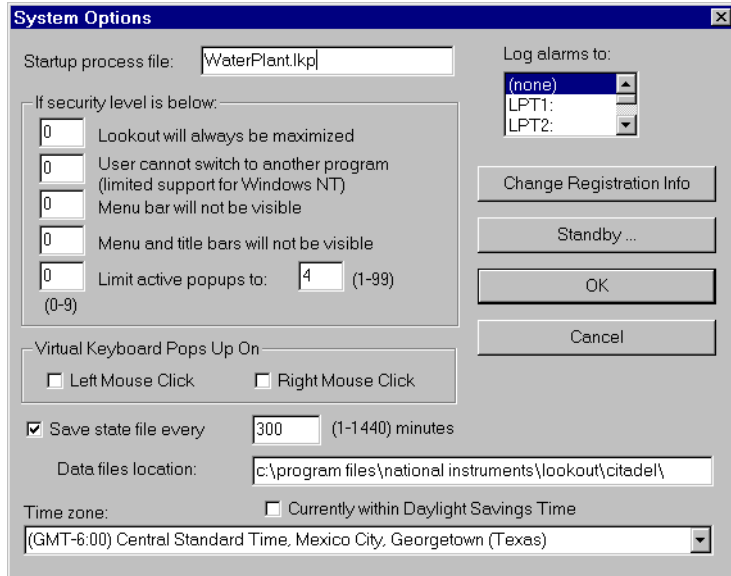 System Options
Startup process file: WaterPlant.lkp
Log alarms to:
(none)
LPT1:
LPT2:
If security level is below:
0 Lookout will always be maximized
0 User cannot switch to another program
(limited support for Windows NT)
0 Menu bar will not be visible
0 Menu and title bars will not be visible
0 Limit active popups to: 4 (1-99)
(0-9)
Change Registration Info
Standby ...
OK
Cancel
Virtual Keyboard Pops Up On
Left Mouse Click Right Mouse Click
Save state file every 300 (1-1440) minutes
Data files location: c:\program files\national instruments\lookout\citadel\
Currently within Daylight Savings Time
Time zone:
(GMT-6:00) Central Standard Time, Mexico City, Georgetown (Texas)